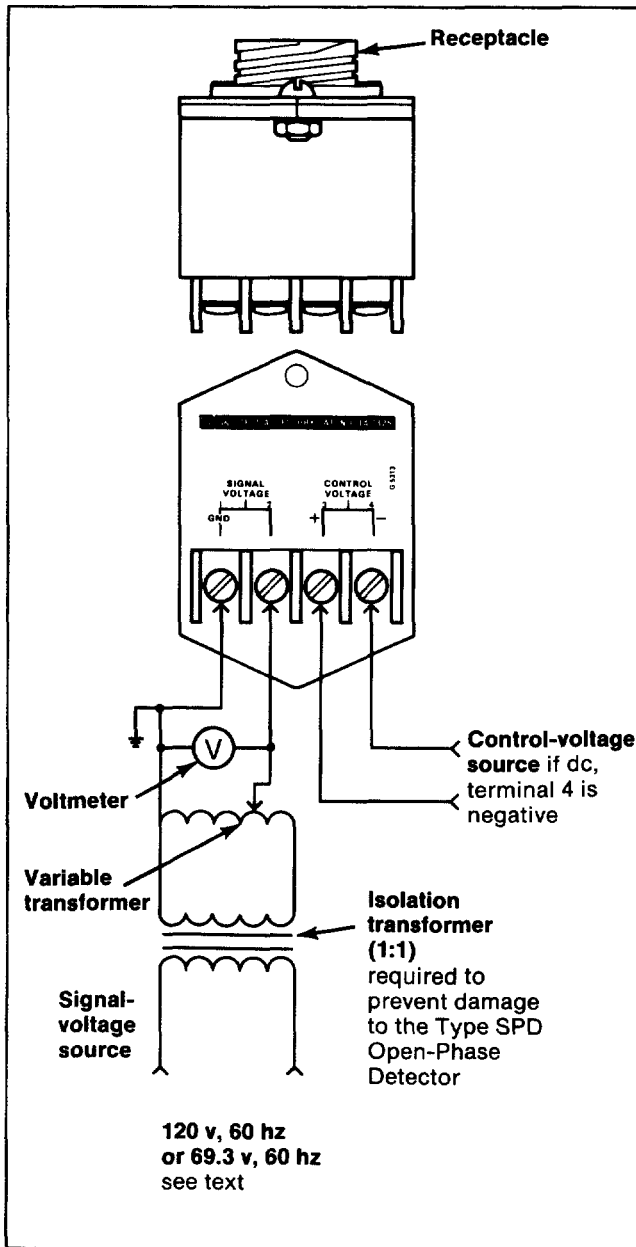 Receptacle
SIGNAL
VOLTAGE
CONTROL
VOLTAGE
1 2 3 4
GND + −
Control-voltage
source if dc,
terminal 4 is
negative
V
Voltmeter
Variable
transformer
Isolation
transformer
(1:1)
required to
prevent damage
to the Type SPD
Open-Phase
Detector
Signal-
voltage
source
120 v, 60 hz
or 69.3 v, 60 hz
see text